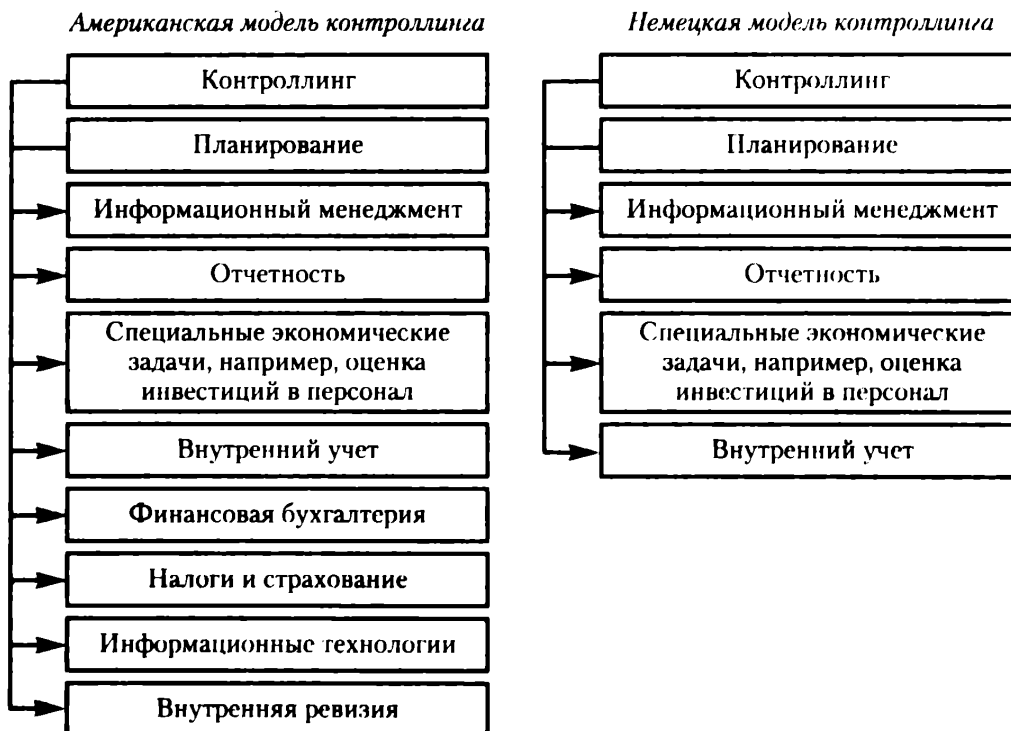 Американская модель контроллинга
Контроллинг
Планирование
Информационный менеджмент
Отчетность
Специальные экономические
задачи, например, оценка
инвестиций в персонал
Внутренний учет
Финансовая бухгалтерия
Налоги и страхование
Информационные технологии
Внутренняя ревизия
Немецкая модель контроллинга
Контроллинг
Планирование
Информационный менеджмент
Отчетность
Специальные экономические
задачи, например, оценка
инвестиций в персонал
Внутренний учет